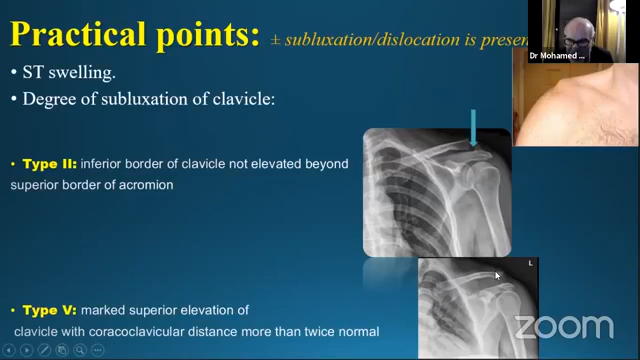 Practical points: ± subluxation/dislocation is presen
Dr Mohamed ...
• ST swelling.
• Degree of subluxation of clavicle:
• Type II: inferior border of clavicle not elevated beyond
superior border of acromion
L
• Type V: marked superior elevation of
clavicle with coracoclavicular distance more than twice normal
zoom